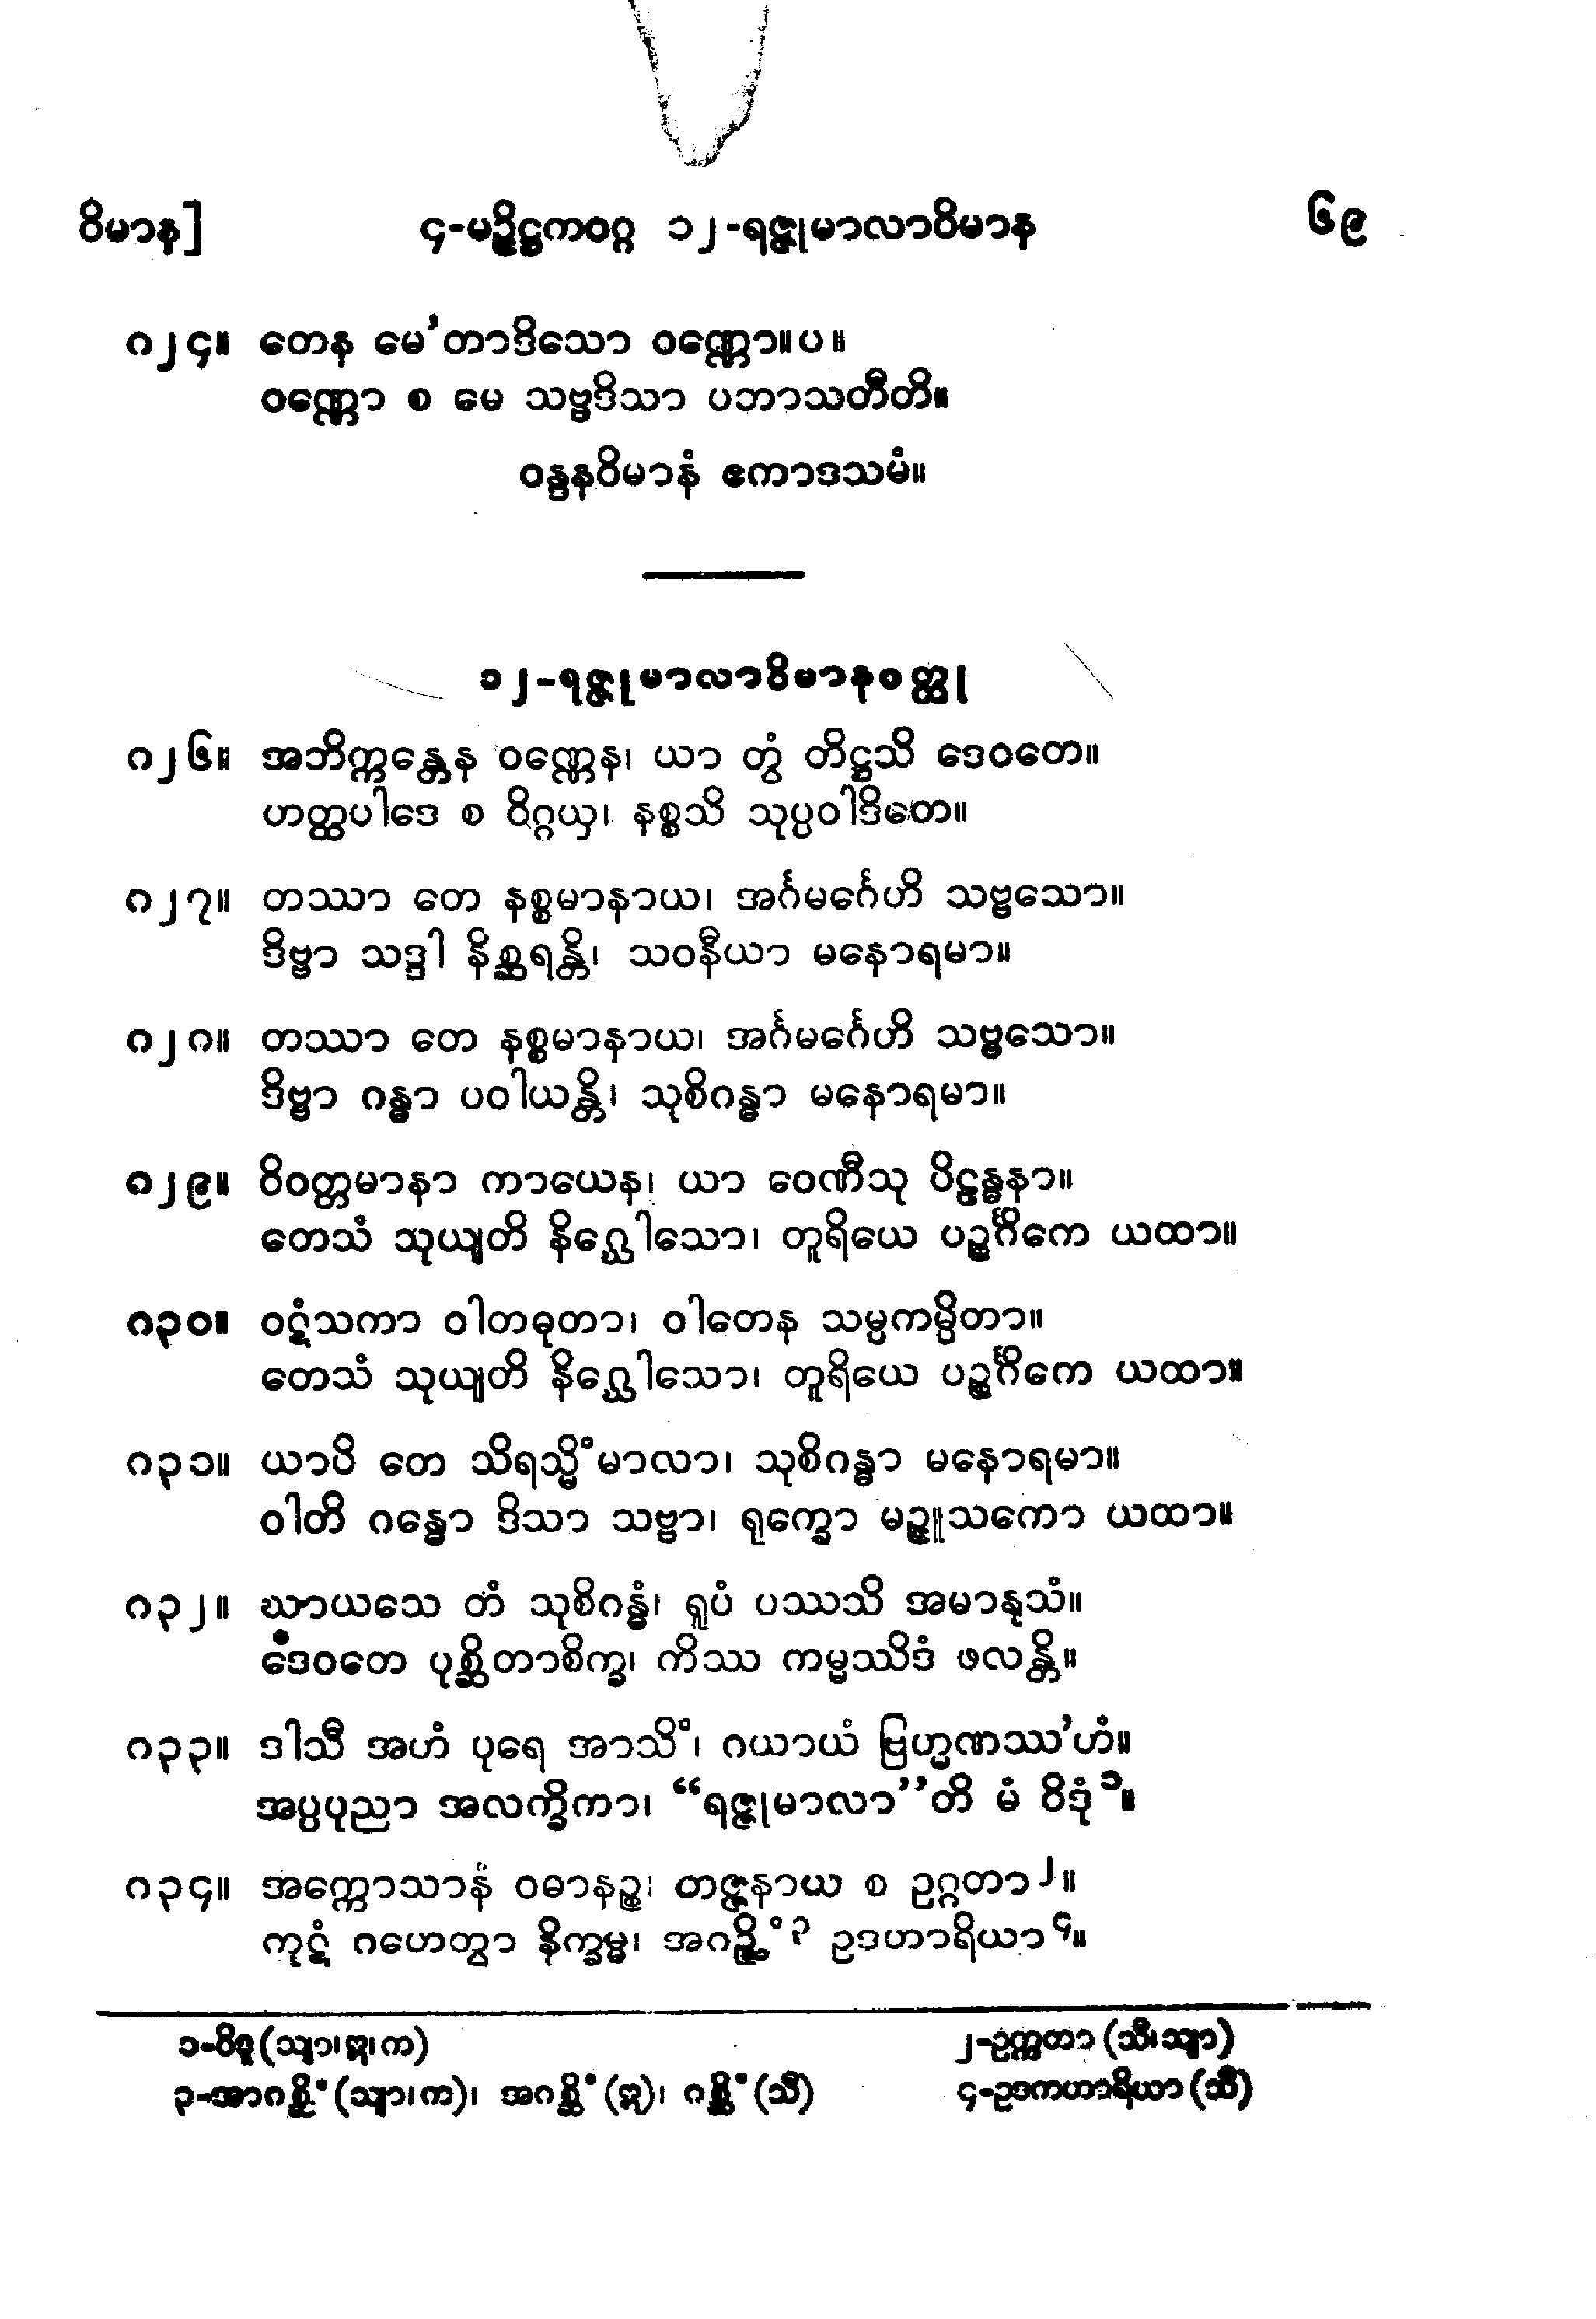 ဝိမာန]
၄-မဉ္ဇိဋ္ဌကဝဂ္ဂ ၁၂-ရဇ္ဇုမာလာဝိမာန
၆၉
၈၂၄။ တေန မေ’တာဒိသော ဝဏ္ဏော။ပ။
ဝဏ္ဏော စ မေ သဗ္ဗဒိသာ ပဘာသတီတိ။
ဝန္ဒနဝိမာနံ ဧကာဒသမံ။
၁၂-ရဇ္ဇုမာလာဝိမာနဝတ္ထု
၈၂၆။ အဘိက္ကန္တေန ဝဏ္ဏေန၊ ယာ တွံ တိဋ္ဌသိ ဒေဝတေ။
ဟတ္ထပါဒေ စ ဝိဂ္ဂယှ၊ နစ္စသိ သုပ္ပဝါဒိတေ။
၈၂၇။ တဿာ တေ နစ္စမာနာယ၊ အင်္ဂမင်္ဂေဟိ သဗ္ဗသော။
ဒိဗ္ဗာ သဒ္ဒါ နိစ္ဆရန္တိ၊ သဝနီယာ မနောရမာ။
၈၂၈။ တဿာ တေ နစ္စမာနာယ၊ အင်္ဂမင်္ဂေဟိ သဗ္ဗသော။
ဒိဗ္ဗာ ဂန္ဓာ ပဝါယန္တိ၊ သုစိဂန္ဓာ မနောရမာ။
၈၂၉။ ဝိဝတ္တမာနာ ကာယေန၊ ယာ ဝေဏီသု ပိဠန္ဓနာ။
တေသံ သုယျတိ နိဂ္ဃောသော၊ တူရိယေ ပဉ္စင်္ဂိကေ ယထာ။
၈၃၀။ ဝဋံသကာ ဝါတဓုတာ၊ ဝါတေန သမ္ပကမ္ပိတာ။
တေသံ သုယျတိ နိဂ္ဃောသော၊ တူရိယေ ပဉ္စင်္ဂိကေ ယထာ။
၈၃၁။ ယာပိ တေ သိရသ္မိံ မာလာ၊ သုစိဂန္ဓာ မနောရမာ။
ဝါတိ ဂန္ဓော ဒိသာ သဗ္ဗာ၊ ရုက္ခော မဉ္ဇူသကော ယထာ။
၈၃၂။ ဃာယသေ တံ သုစိဂန္ဓံ၊ ရူပံ ပဿသိ အမာနုသံ။
ဒေဝတေ ပုစ္ဆိတာစိက္ခ၊ ကိဿ ကမ္မဿိဒံ ဖလန္တိ။
၈၃၃။ ဒါသီ အဟံ ပုရေ အာသိံ၊ ဂယာယံ ဗြဟ္မဏဿ’ဟံ။
အပ္ပပုညာ အလက္ခိကာ၊ “ရဇ္ဇုမာလာ”တိ မံ ဝိဒုံ၁။
၈၃၄။ အက္ကောသာနံ ဝဓာနဉ္စ၊ တဇ္ဇနာယ စ ဥဂ္ဂတာ၂။
ကုဋံ ဂဟေတွာ နိက္ခမ္မ၊ အဂဉ္ဆိံ၃ ဥဒဟာရိယာ၄။
၁-ဝိဒူ (သျာ၊ဣ၊က)
၂-ဥက္ကတာ (သီ၊သျာ)
၃-အာဂစ္ဆိံ (သျာ၊က)၊ အဂစ္ဆိံ (ဣ)၊ ဂစ္ဆိံ (သီ)
၄-ဥဒကဟာရိယာ (သီ)